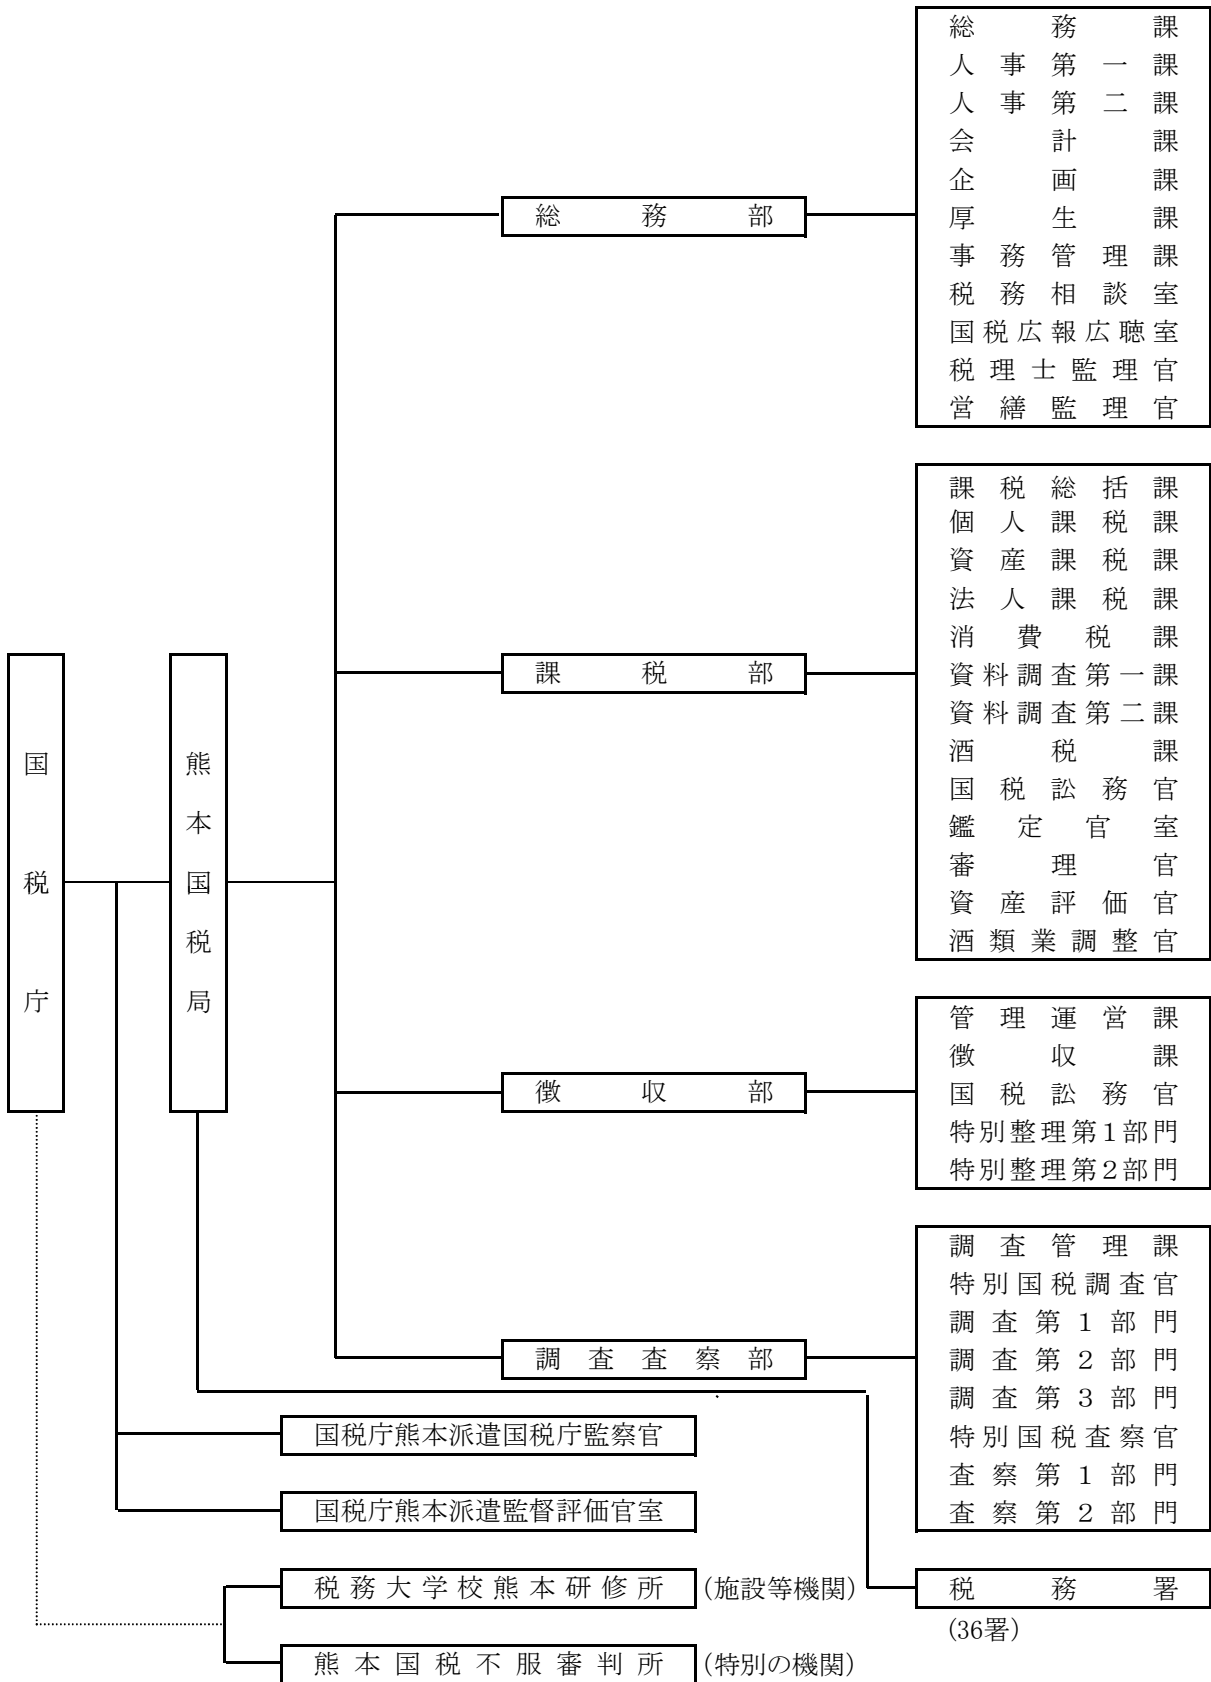 国税庁
熊本国税局
総務部
総務課
人事第一課
人事第二課
会計課
企画課
厚生課
事務管理課
税務相談室
国税広報広聴室
税理士監理官
営繕監理官
課税部
課税総括課
個人課税課
資産課税課
法人課税課
消費税課
資料調査第一課
資料調査第二課
酒税課
国税訟務官
鑑定官室
審理官
資産評価官
酒類業調整官
徴収部
管理運営課
徴収課
国税訟務官
特別整理第1部門
特別整理第2部門
調査査察部
調査管理課
特別国税調査官
調査第1部門
調査第2部門
調査第3部門
特別国税査察官
査察第1部門
査察第2部門
国税庁熊本派遣国税庁監察官
国税庁熊本派遣監督評価官室
税務大学校熊本研修所 (施設等機関)
税務署
(36署)
熊本国税不服審判所 (特別の機関)